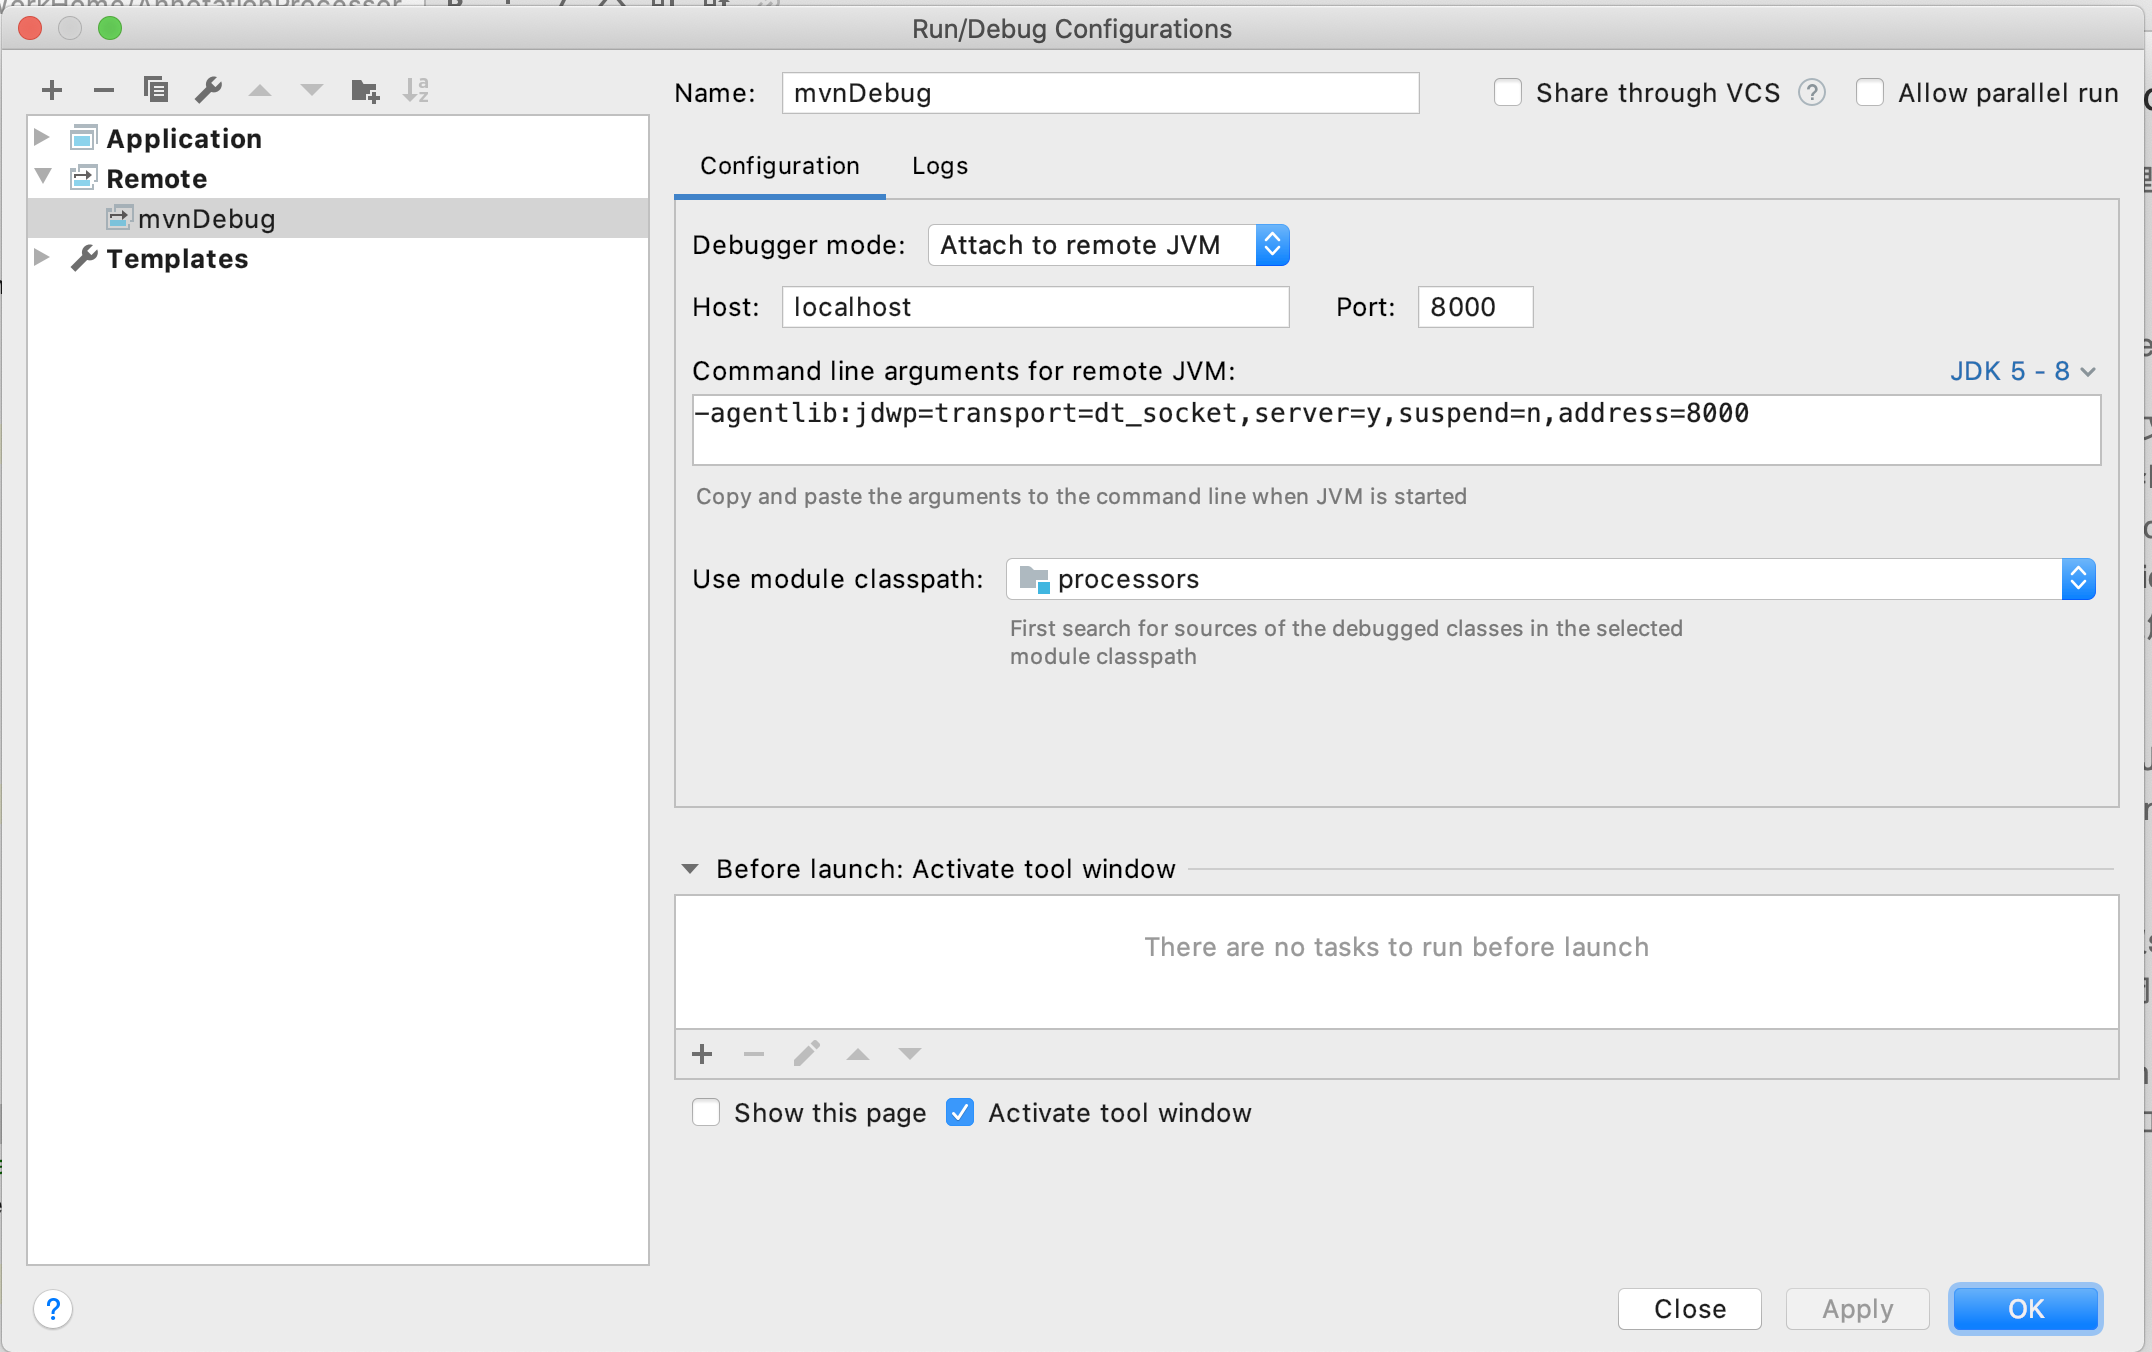 Run/Debug Configurations
Name: mvnDebug
Share through VCS ?
Allow parallel run
Application
Remote
mvnDebug
Templates
Configuration Logs
Debugger mode: Attach to remote JVM
Host: localhost Port: 8000
Command line arguments for remote JVM: JDK 5 - 8
-agentlib:jdwp=transport=dt_socket,server=y,suspend=n,address=8000
Copy and paste the arguments to the command line when JVM is started
Use module classpath: processors
First search for sources of the debugged classes in the selected
module classpath
Before launch: Activate tool window
There are no tasks to run before launch
Show this page Activate tool window
? Close Apply OK